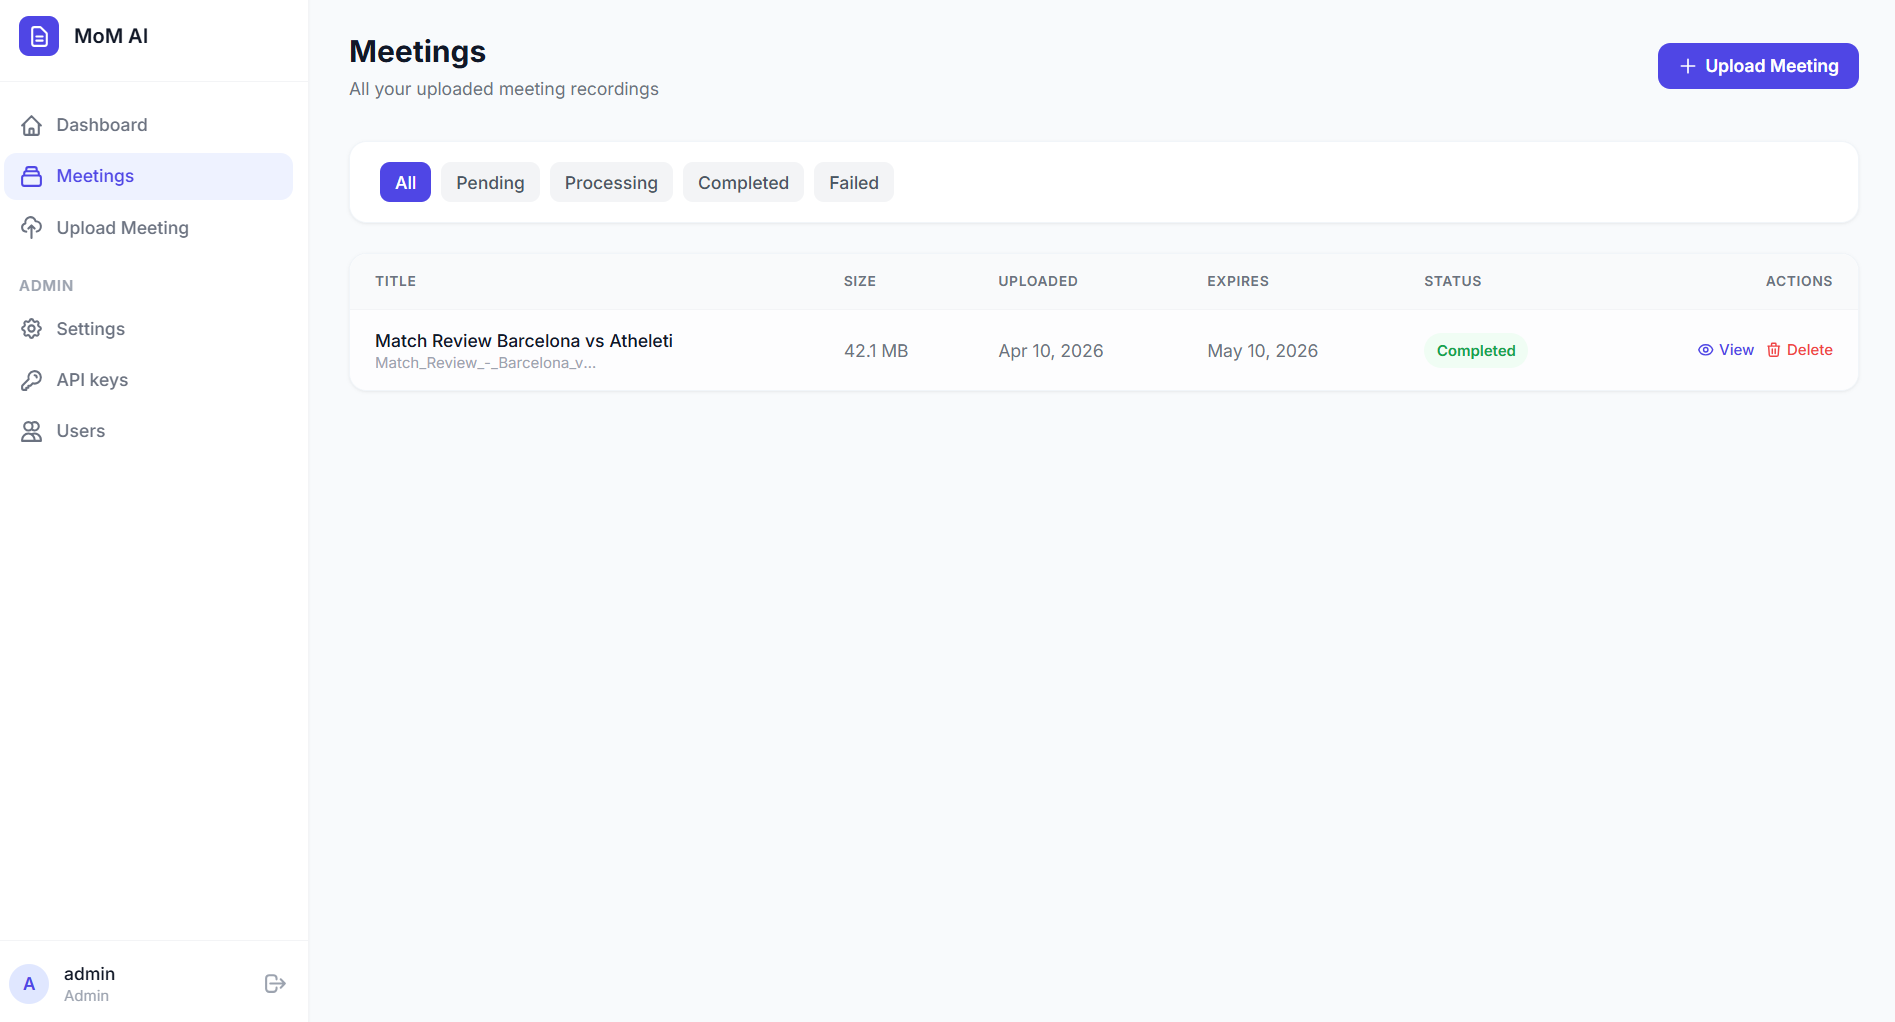 MoM AI
Dashboard
Meetings
Upload Meeting
ADMIN
Settings
API keys
Users
A
admin
Admin
Meetings
All your uploaded meeting recordings
Upload Meeting
All Pending Processing Completed Failed
TITLE SIZE UPLOADED EXPIRES STATUS ACTIONS
Match Review Barcelona vs Atheleti 42.1 MB Apr 10, 2026 May 10, 2026 Completed View Delete
Match_Review_-_Barcelona_v...